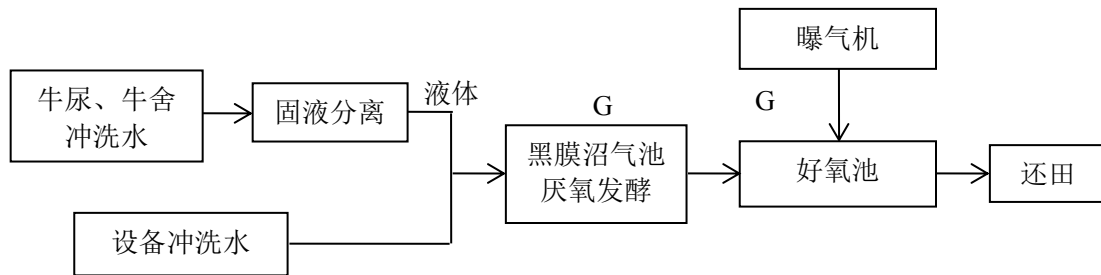 曝气机
牛尿、牛舍
冲洗水
固液分离
液体
G
G
黑膜沼气池
厌氧发酵
好氧池
还田
设备冲洗水